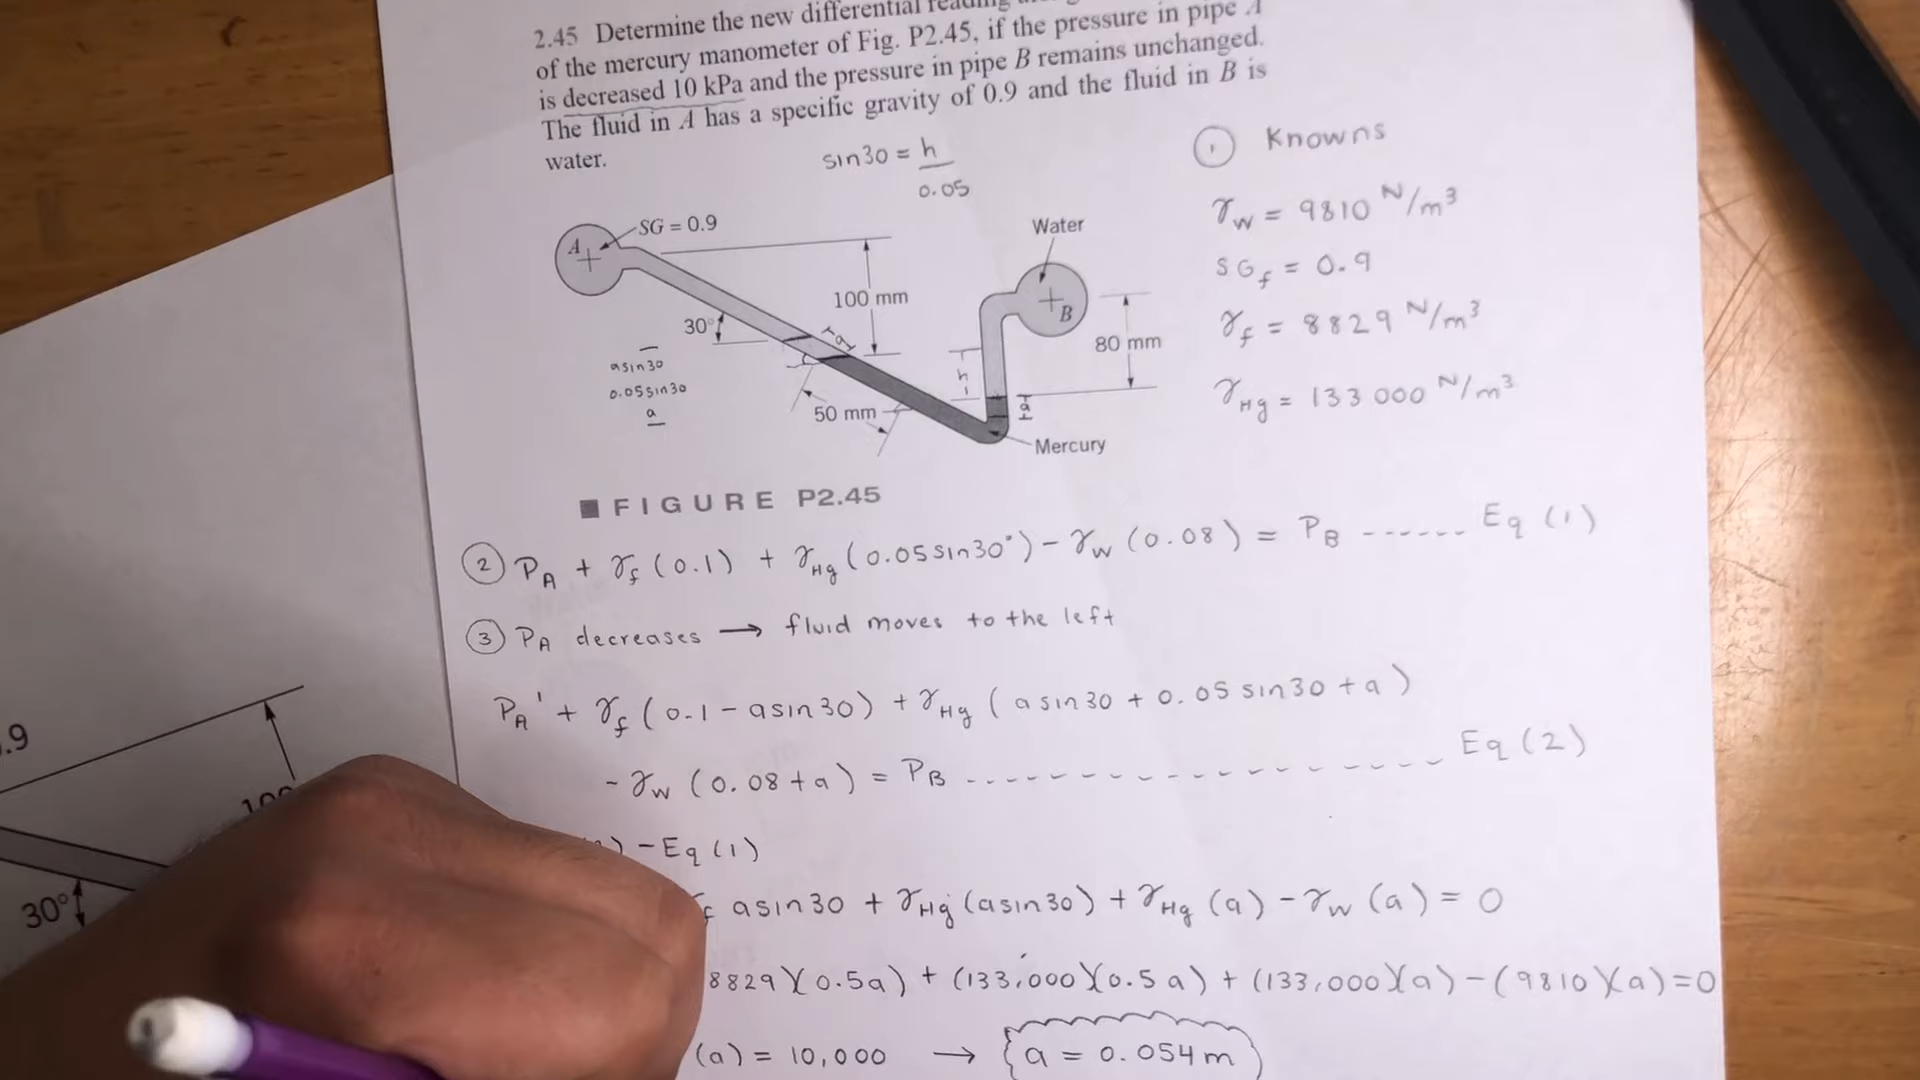 2.45 Determine the new differential reading
of the mercury manometer of Fig. P2.45, if the pressure in pipe A
is decreased 10 kPa and the pressure in pipe B remains unchanged.
The fluid in A has a specific gravity of 0.9 and the fluid in B is
water.
sin30 = h
0.05
1 Knowns
γw = 9810 N/m³
SGf = 0.9
γf = 8829 N/m³
γHg = 133 000 N/m³
A
SG = 0.9
Water
B
100 mm
30°
a
80 mm
h
a
50 mm
Mercury
asin30
0.05sin30
a
FIGURE P2.45
2 PA + γf (0.1) + γHg (0.05sin30°) - γw (0.08) = PB ------ Eq (1)
3 PA decreases → fluid moves to the left
PA' + γf (0.1 - asin30) + γHg (asin30 + 0.05 sin30 + a)
- γw (0.08 + a) = PB ------------------ Eq (2)
) - Eq (1)
f asin30 + γHg (asin30) + γHg (a) - γw (a) = 0
8829)(0.5a) + (133,000)(0.5a) + (133,000)(a) - (9810)(a) = 0
(a) = 10,000 → a = 0.054m
.9
100
30°